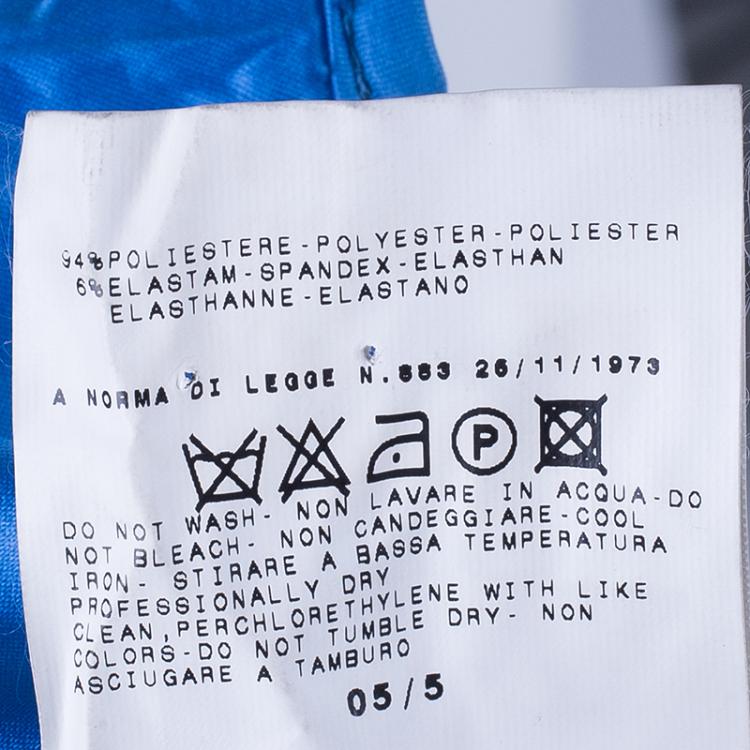 94%POLIESTERE-POLYESTER-POLIESTER
6%ELASTAM-SPANDEX-ELASTHAN
ELASTHANNE-ELASTANO
A NORMA DI LEGGE N.883 26/11/1973
P
DO NOT WASH- NON LAVARE IN ACQUA-DO
NOT BLEACH- NON CANDEGGIARE-COOL
IRON- STIRARE A BASSA TEMPERATURA
PROFESSIONALLY DRY
CLEAN,PERCHLORETHYLENE WITH LIKE
COLORS-DO NOT TUMBLE DRY- NON
ASCIUGARE A TAMBURO
05/5